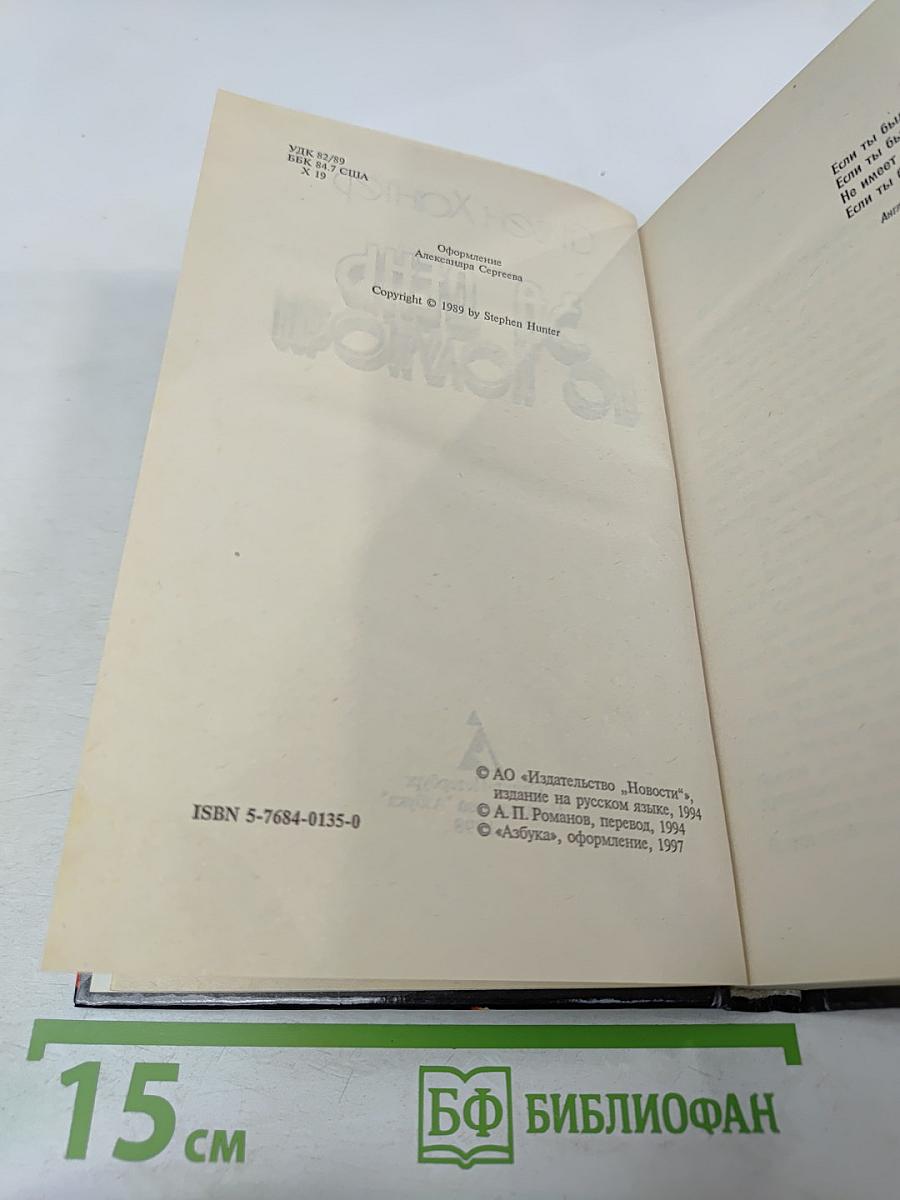 УДК 82/89
ББК 84.7 США
Х 19
Оформление
Александра Сергеева
Copyright © 1989 by Stephen Hunter
ISBN 5-7684-0135-0
© АО «Издательство „Новости“»,
издание на русском языке, 1994
© А. П. Романов, перевод, 1994
© «Азбука», оформление, 1997
Если ты
Если ты
Не имеет
Если ты
15 см
БФ БИБЛИОФАН